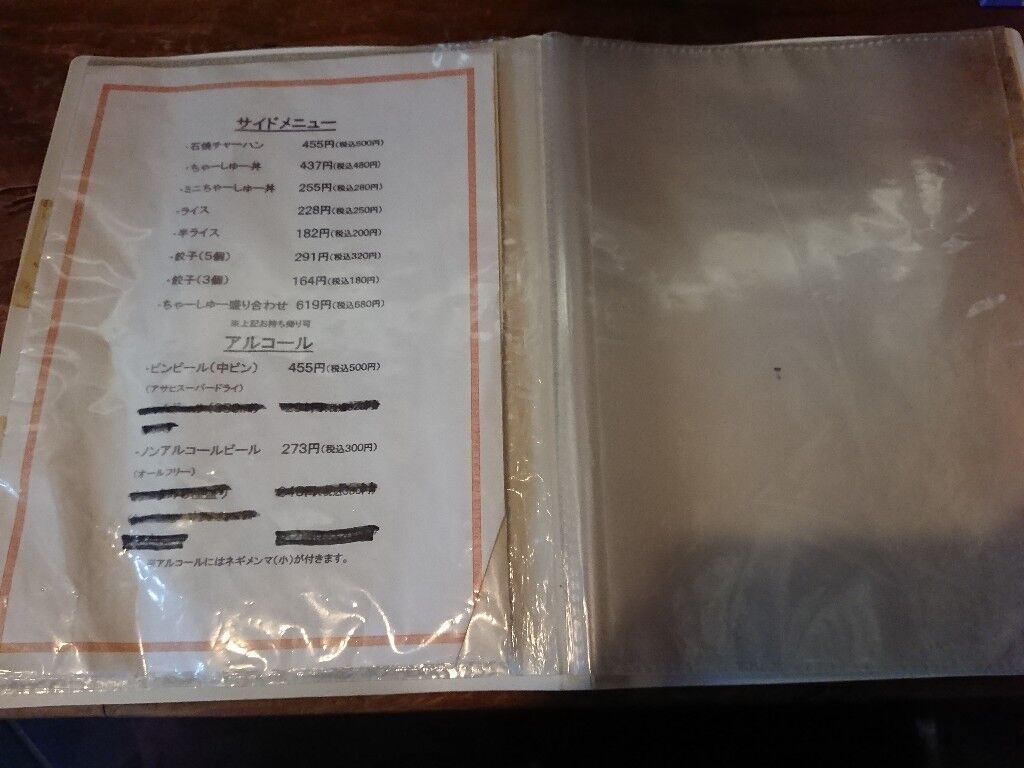 サイドメニュー
・石焼チャーハン 455円(税込500円)
・ちゃーしゅー丼 437円(税込480円)
・ミニちゃーしゅー丼 255円(税込280円)
・ライス 228円(税込250円)
・半ライス 182円(税込200円)
・餃子(5個) 291円(税込320円)
・餃子(3個) 164円(税込180円)
・ちゃーしゅー盛り合わせ 619円(税込680円)
※上記お持ち帰り可
アルコール
・ビンビール(中ビン) 455円(税込500円)
(アサヒスーパードライ)
・ノンアルコールビール 273円(税込300円)
(オールフリー)
※アルコールにはネギメンマ(小)が付きます。